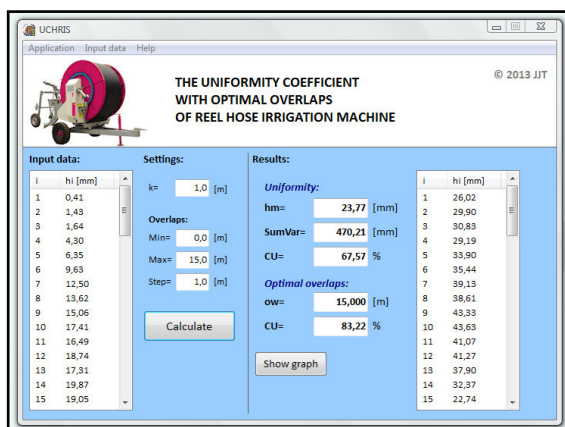 UCHRIS
Application Input data Help
© 2013 JJT
THE UNIFORMITY COEFFICIENT
WITH OPTIMAL OVERLAPS
OF REEL HOSE IRRIGATION MACHINE
Input data:
i hi [mm]
1 0,41
2 1,43
3 1,64
4 4,30
5 6,35
6 9,63
7 12,50
8 13,62
9 15,06
10 17,41
11 16,49
12 18,74
13 17,31
14 19,87
15 19,05
Settings:
k= 1,0 [m]
Overlaps:
Min= 0,0 [m]
Max= 15,0 [m]
Step= 1,0 [m]
Calculate
Results:
Uniformity:
hm= 23,77 [mm]
SumVar= 470,21 [mm]
CU= 67,57 %
Optimal overlaps:
ow= 15,000 [m]
CU= 83,22 %
Show graph
i hi [mm]
1 26,02
2 29,90
3 30,83
4 29,19
5 33,90
6 35,44
7 39,13
8 38,61
9 43,33
10 43,63
11 41,07
12 41,27
13 37,90
14 32,37
15 22,74